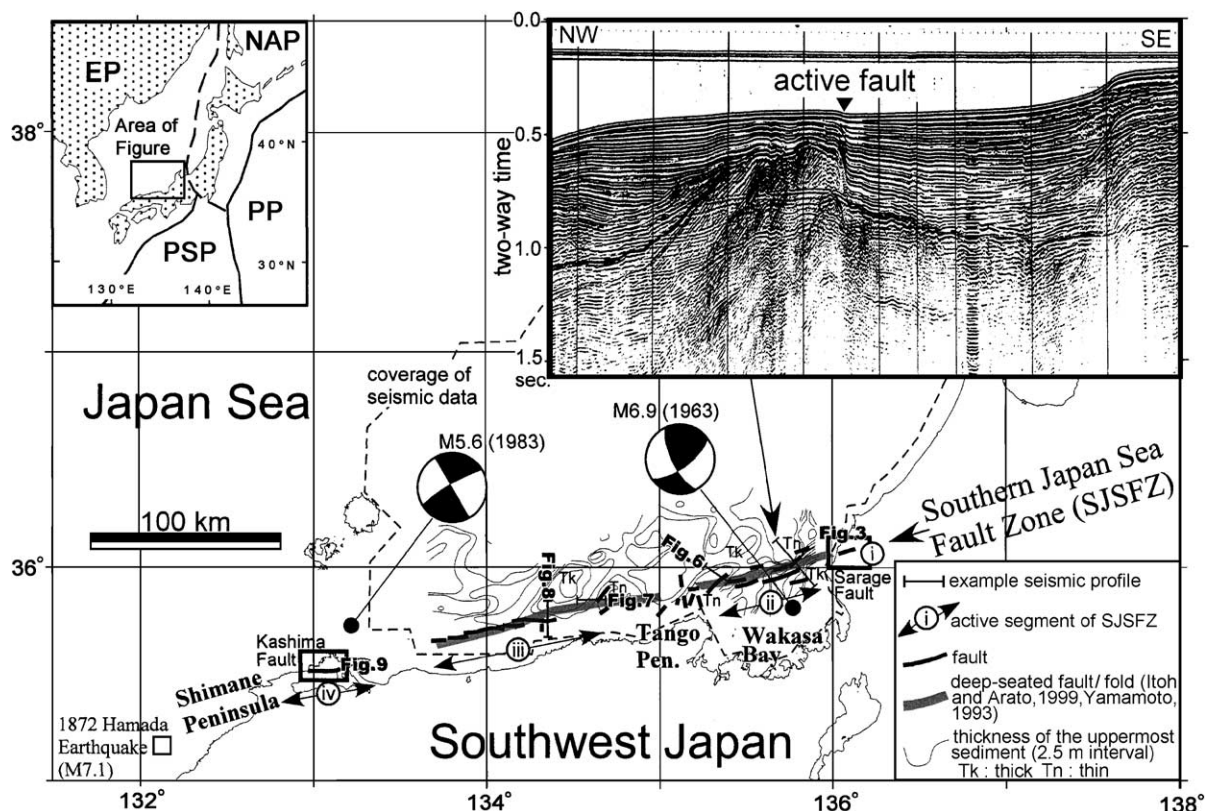 EP
NAP
Area of
Figure
40°N
PP
PSP
30°N
130°E
140°E
0.0
NW
SE
active fault
0.5
two-way time
1.0
1.5
sec.
38°
36°
132°
134°
136°
138°
Japan Sea
coverage of
seismic data
M5.6 (1983)
M6.9 (1963)
100 km
Southern Japan Sea
Fault Zone (SJSFZ)
Fig.3
i
Sarage
Fault
Tn
Tk
Tk
Fig.6
Tn
ii
Wakasa
Bay
Tango
Pen.
Fig.8
Tk
Tn
Fig.7
iii
Kashima
Fault
Fig.9
iv
Shimane
Peninsula
1872 Hamada
Earthquake
(M7.1)
Southwest Japan
example seismic profile
i
active segment of SJSFZ
fault
deep-seated fault/ fold (Itoh
and Arato,1999,Yamamoto,
1993)
thickness of the uppermost
sediment (2.5 m interval)
Tk : thick Tn : thin